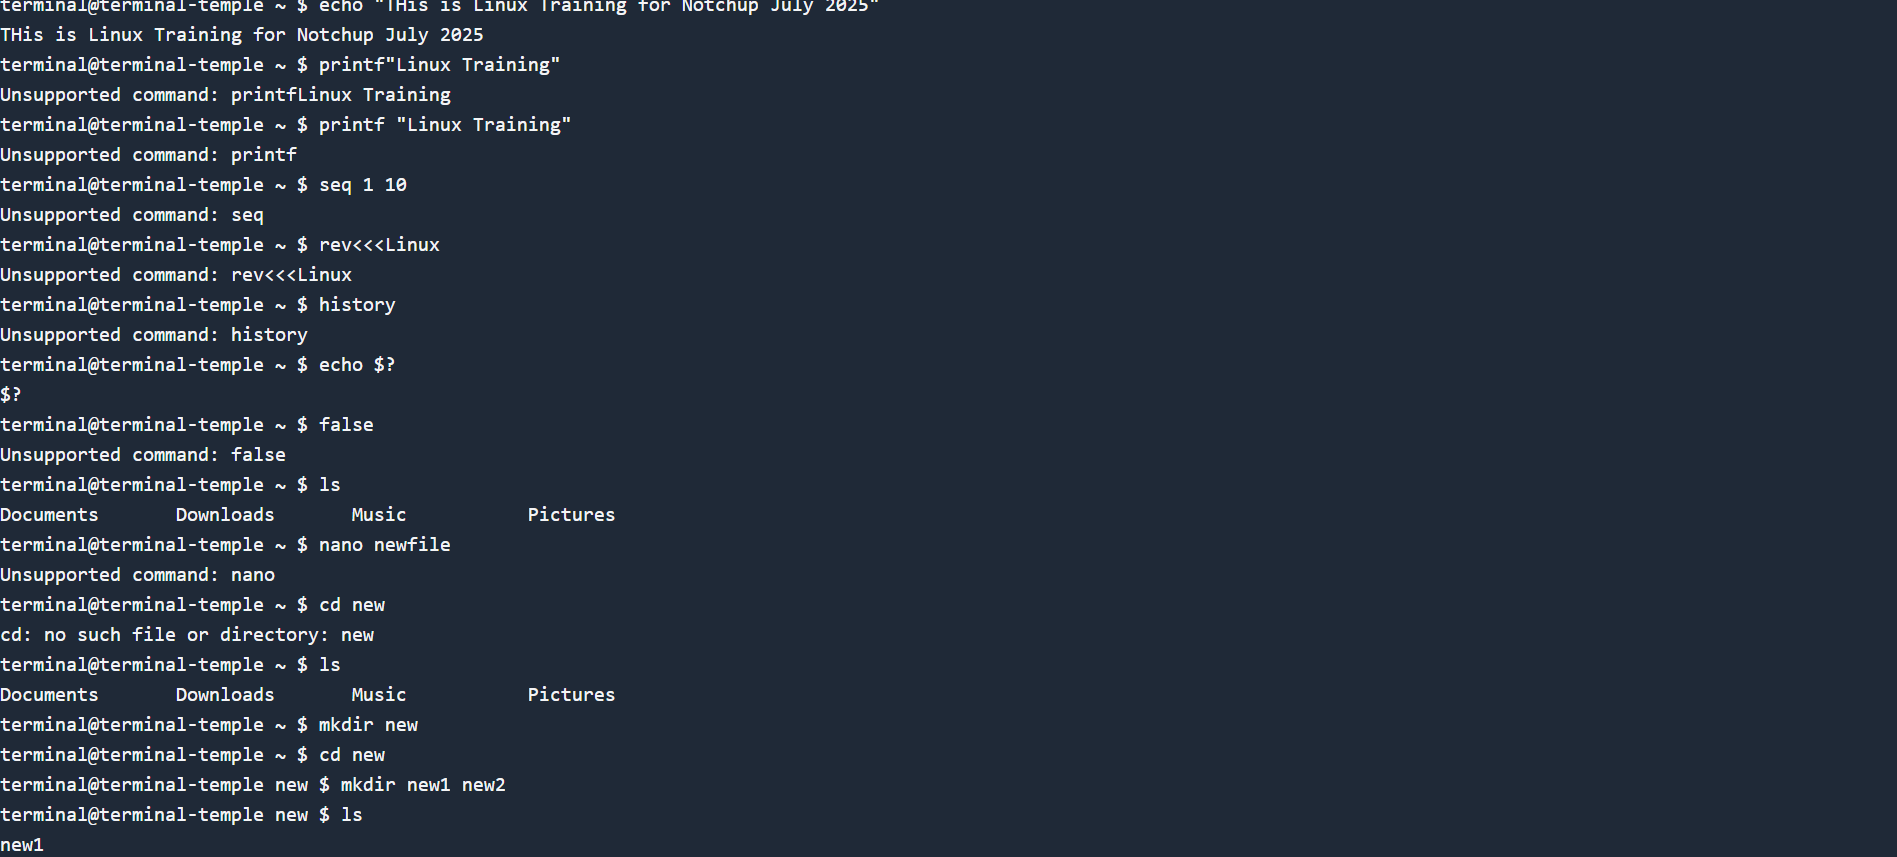 terminal@terminal-temple ~ $ echo "THis is Linux Training for Notchup July 2025"
THis is Linux Training for Notchup July 2025
terminal@terminal-temple ~ $ printf"Linux Training"
Unsupported command: printfLinux Training
terminal@terminal-temple ~ $ printf "Linux Training"
Unsupported command: printf
terminal@terminal-temple ~ $ seq 1 10
Unsupported command: seq
terminal@terminal-temple ~ $ rev<<<Linux
Unsupported command: rev<<<Linux
terminal@terminal-temple ~ $ history
Unsupported command: history
terminal@terminal-temple ~ $ echo $?
$?
terminal@terminal-temple ~ $ false
Unsupported command: false
terminal@terminal-temple ~ $ ls
Documents       Downloads       Music           Pictures
terminal@terminal-temple ~ $ nano newfile
Unsupported command: nano
terminal@terminal-temple ~ $ cd new
cd: no such file or directory: new
terminal@terminal-temple ~ $ ls
Documents       Downloads       Music           Pictures
terminal@terminal-temple ~ $ mkdir new
terminal@terminal-temple ~ $ cd new
terminal@terminal-temple new $ mkdir new1 new2
terminal@terminal-temple new $ ls
new1